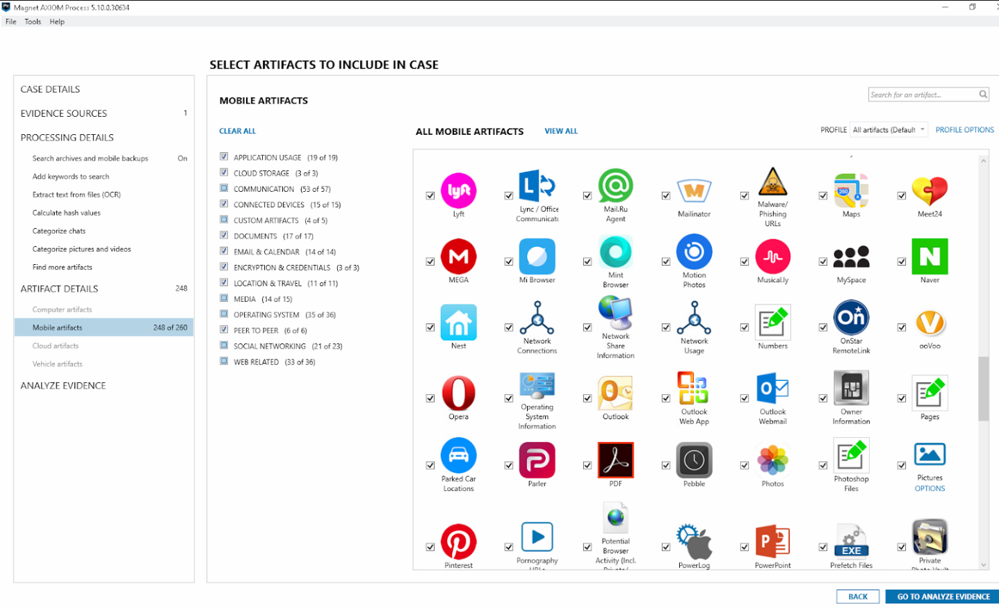 Magnet AXIOM Process 5.10.0.30634
File Tools Help
SELECT ARTIFACTS TO INCLUDE IN CASE
CASE DETAILS
EVIDENCE SOURCES 1
PROCESSING DETAILS
Search archives and mobile backups On
Add keywords to search
Extract text from files (OCR)
Calculate hash values
Categorize chats
Categorize pictures and videos
Find more artifacts
ARTIFACT DETAILS 248
Computer artifacts
Mobile artifacts 248 of 260
Cloud artifacts
Vehicle artifacts
ANALYZE EVIDENCE
MOBILE ARTIFACTS
Search for an artifact...
CLEAR ALL
APPLICATION USAGE (19 of 19)
CLOUD STORAGE (3 of 3)
COMMUNICATION (53 of 57)
CONNECTED DEVICES (15 of 15)
CUSTOM ARTIFACTS (4 of 5)
DOCUMENTS (17 of 17)
EMAIL & CALENDAR (14 of 14)
ENCRYPTION & CREDENTIALS (3 of 3)
LOCATION & TRAVEL (11 of 11)
MEDIA (14 of 15)
OPERATING SYSTEM (35 of 36)
PEER TO PEER (6 of 6)
SOCIAL NETWORKING (21 of 23)
WEB RELATED (33 of 36)
ALL MOBILE ARTIFACTS VIEW ALL
PROFILE All artifacts (Default PROFILE OPTIONS
lyft
Lyft
Lync / Office
Communicato
Mail.Ru
Agent
Mailinator
Malware/
Phishing
URLs
280
Maps
Meet24
MEGA
Mi Browser
Mint
Browser
Motion
Photos
Musical.ly
MySpace
Naver
Nest
Network
Connections
Network
Share
Information
Network
Usage
Numbers
On
OnStar
RemoteLink
ooVoo
Opera
Operating
System
Information
Outlook
Outlook
Web App
Outlook
Webmail
Owner
Information
Pages
Parked Car
Locations
Parler
PDF
Pebble
Photos
Photoshop
Files
Pictures
OPTIONS
Pinterest
Pornography
URLs
Potential
Browser
Activity (Incl.
Private/
PowerLog
PowerPoint
EXE
Prefetch Files
Private
Photo Vault
BACK GO TO ANALYZE EVIDENCE